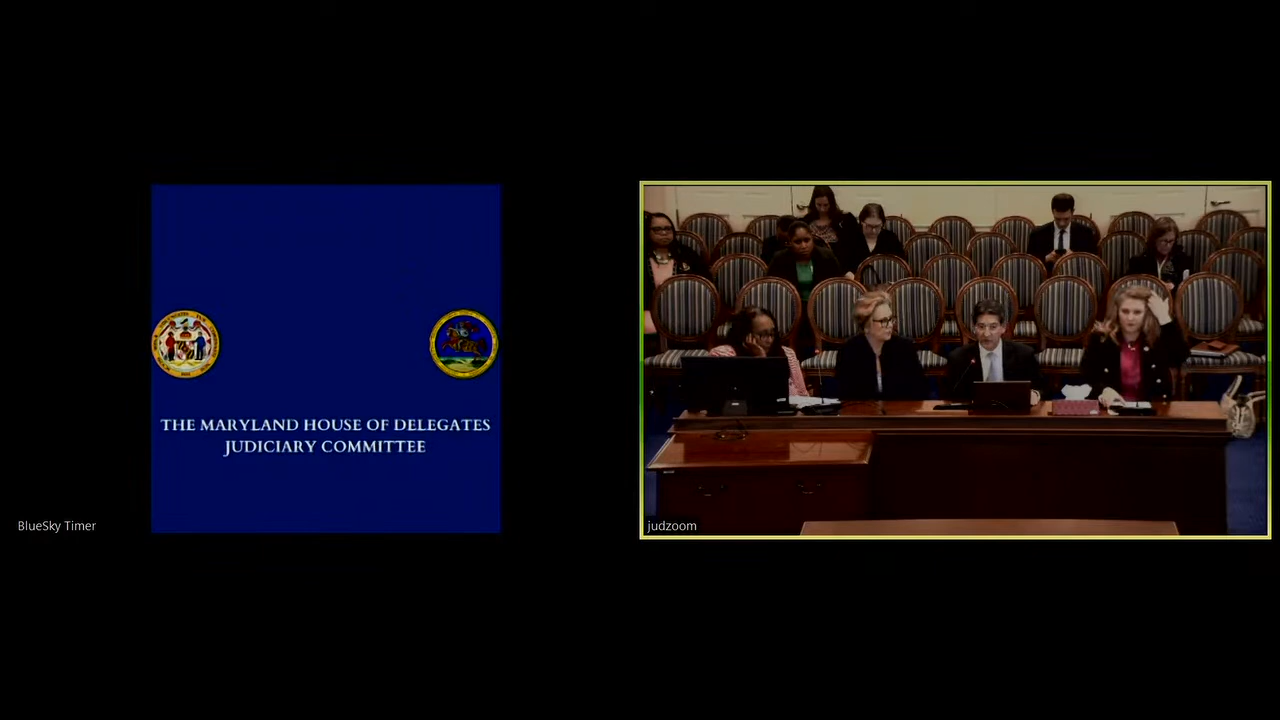 THE MARYLAND HOUSE OF DELEGATES
JUDICIARY COMMITTEE
BlueSky Timer
judzoom